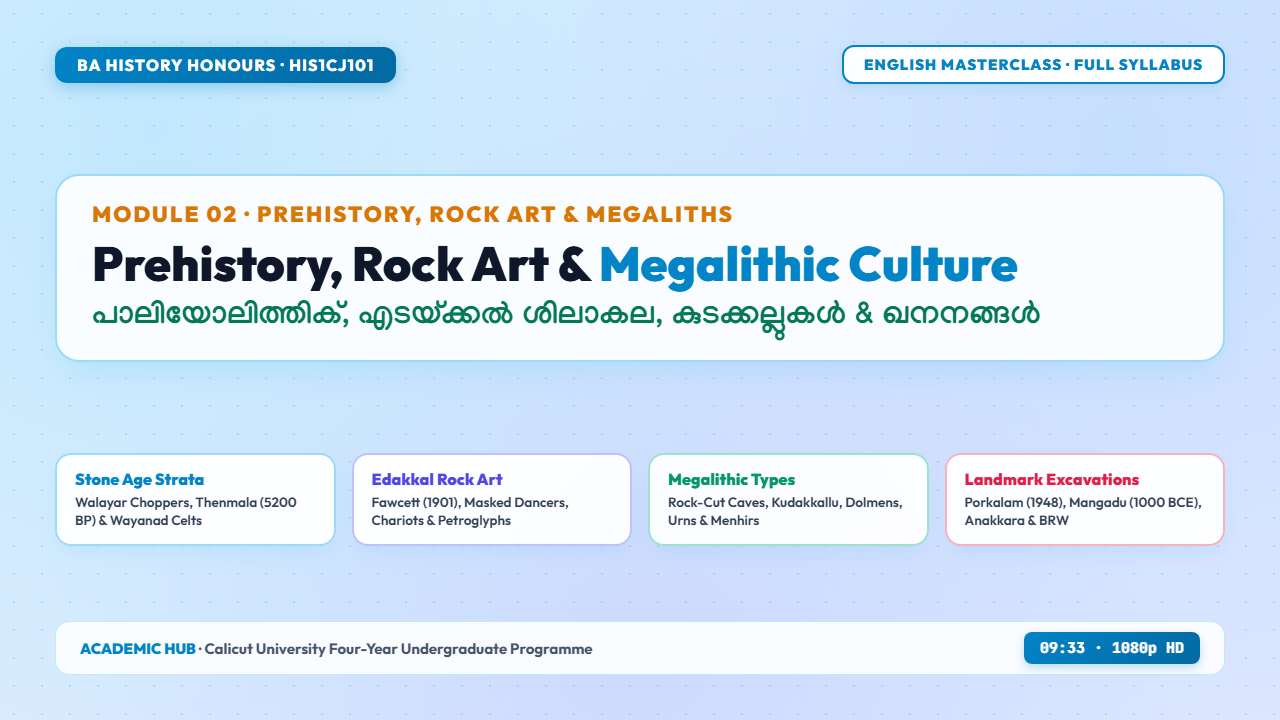 BA HISTORY HONOURS · HIS1CJ101
ENGLISH MASTERCLASS · FULL SYLLABUS
MODULE 02 · PREHISTORY, ROCK ART & MEGALITHS
Prehistory, Rock Art & Megalithic Culture
പാലിയോലിത്തിക്, എടയ്ക്കൽ ശിലാകല, കുടക്കല്ലുകൾ & ഖനനങ്ങൾ
Stone Age Strata
Walayar Choppers, Thenmala (5200
BP) & Wayanad Celts
Edakkal Rock Art
Fawcett (1901), Masked Dancers,
Chariots & Petroglyphs
Megalithic Types
Rock-Cut Caves, Kudakkallu, Dolmens,
Urns & Menhirs
Landmark Excavations
Porkalam (1948), Mangadu (1000 BCE),
Anakkara & BRW
ACADEMIC HUB · Calicut University Four-Year Undergraduate Programme
09:33 · 1080p HD